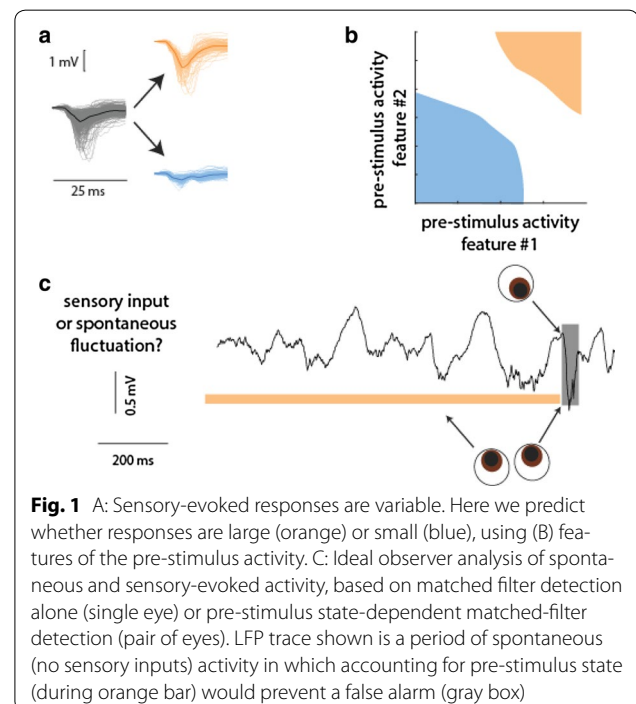 a
1 mV
25 ms
b
pre-stimulus activity
feature #2
pre-stimulus activity
feature #1
c
sensory input
or spontaneous
fluctuation?
0.5 mV
200 ms
Fig. 1 A: Sensory-evoked responses are variable. Here we predict
whether responses are large (orange) or small (blue), using (B) fea-
tures of the pre-stimulus activity. C: Ideal observer analysis of sponta-
neous and sensory-evoked activity, based on matched filter detection
alone (single eye) or pre-stimulus state-dependent matched-filter
detection (pair of eyes). LFP trace shown is a period of spontaneous
(no sensory inputs) activity in which accounting for pre-stimulus state
(during orange bar) would prevent a false alarm (gray box)